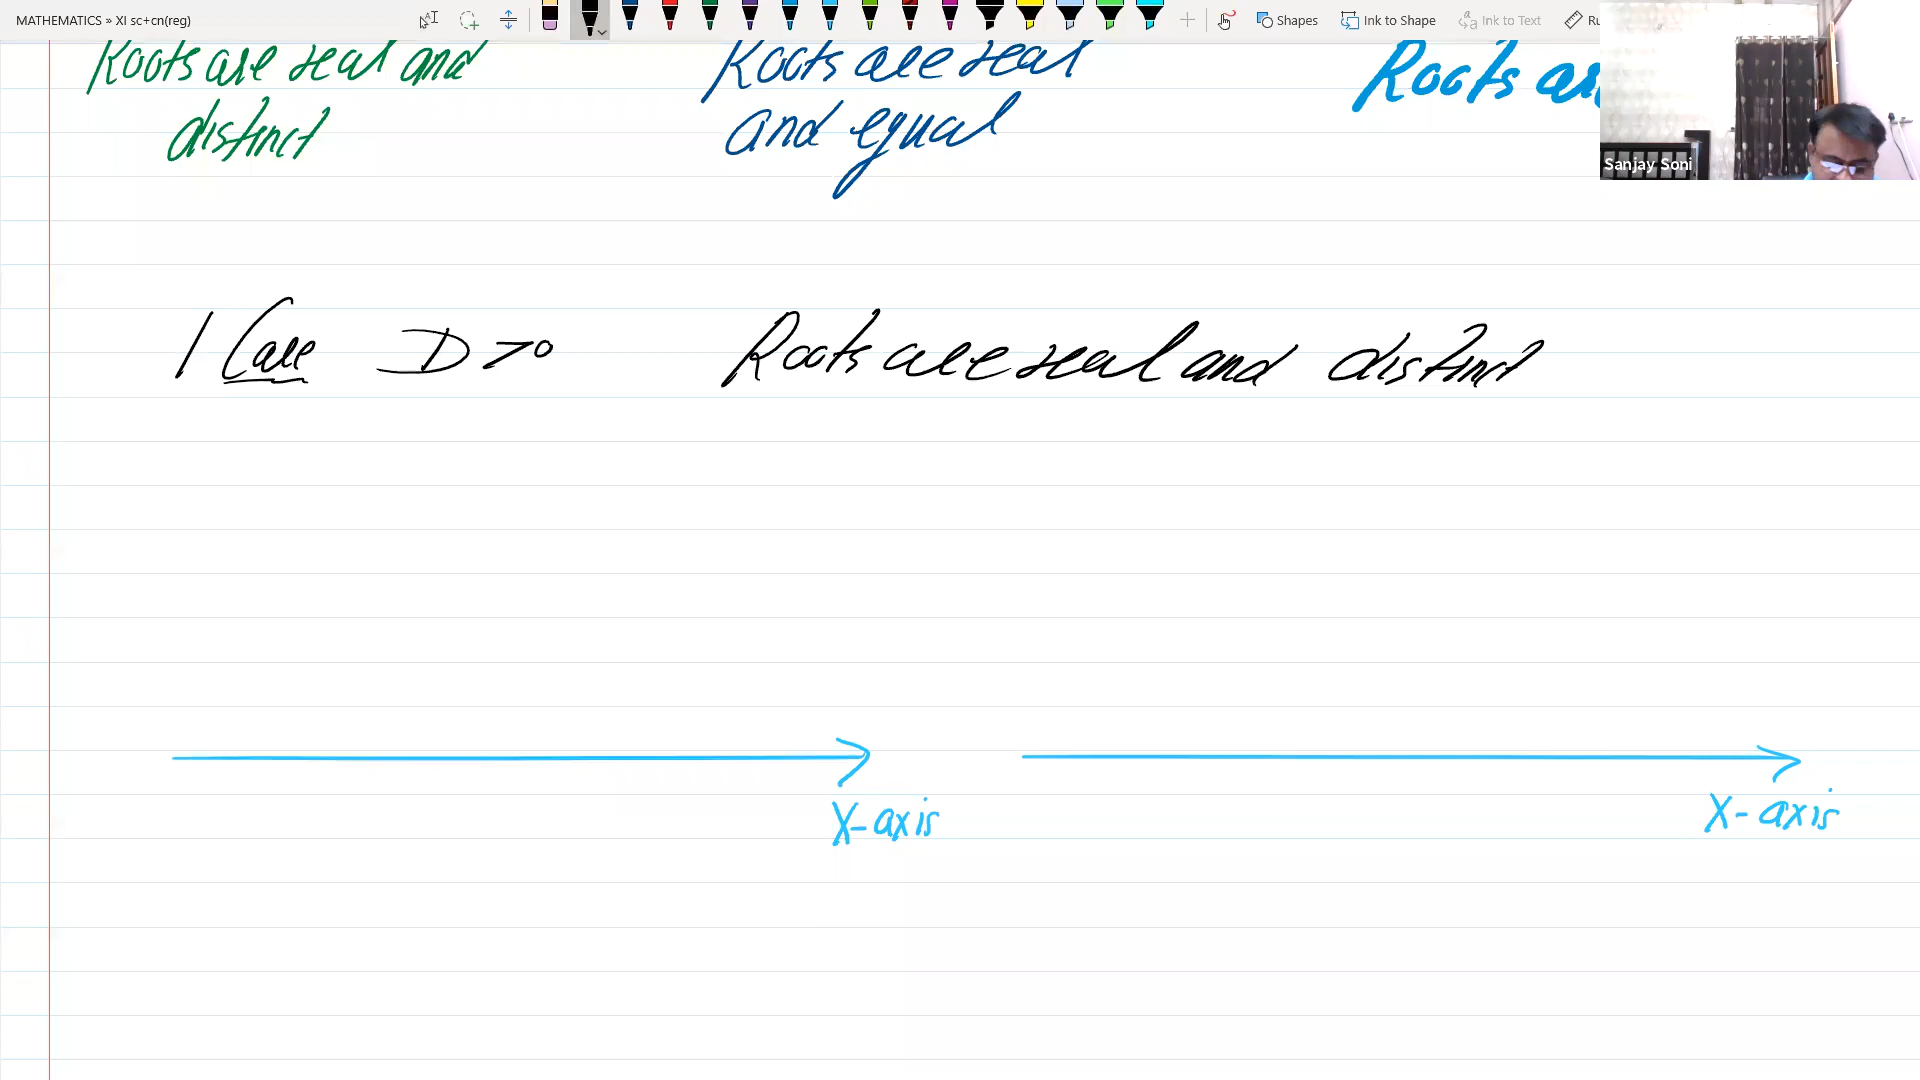 MATHEMATICS » XI sc+cn(reg)
Shapes
Ink to Shape
Ink to Text
Roots are real and
distinct
Roots are real
and equal
Roots
Sanjay Soni
I Case D>0 Roots are real and distinct
X-axis
X-axis